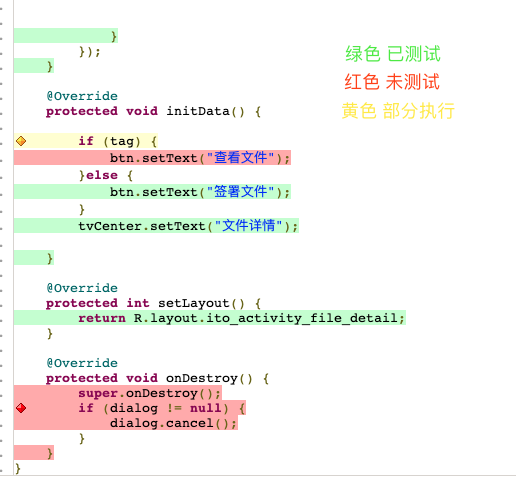 }
});
}
绿色 已测试
红色 未测试
黄色 部分执行
@Override
protected void initData() {
if (tag) {
btn.setText("查看文件");
}else {
btn.setText("签署文件");
}
tvCenter.setText("文件详情");
}
@Override
protected int setLayout() {
return R.layout.ito_activity_file_detail;
}
@Override
protected void onDestroy() {
super.onDestroy();
if (dialog != null) {
dialog.cancel();
}
}
}